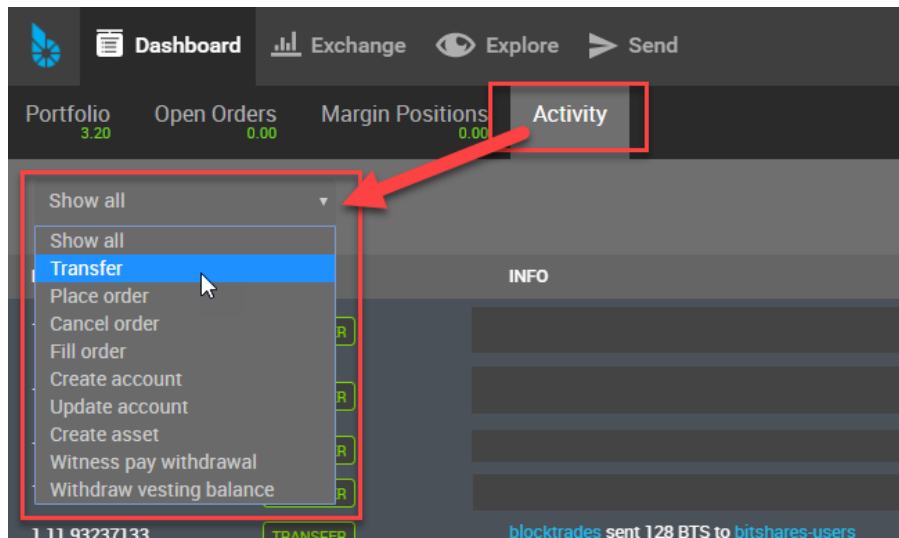 Dashboard Exchange Explore Send
Portfolio Open Orders Margin Positions Activity
3.20 0.00 0.00
Show all
Show all
Transfer
INFO
Place order
Cancel order
Fill order
Create account
Update account
Create asset
Witness pay withdrawal
Withdraw vesting balance
1.11.93237133 TRANSFER blocktrades sent 128 BTS to bitshares-users